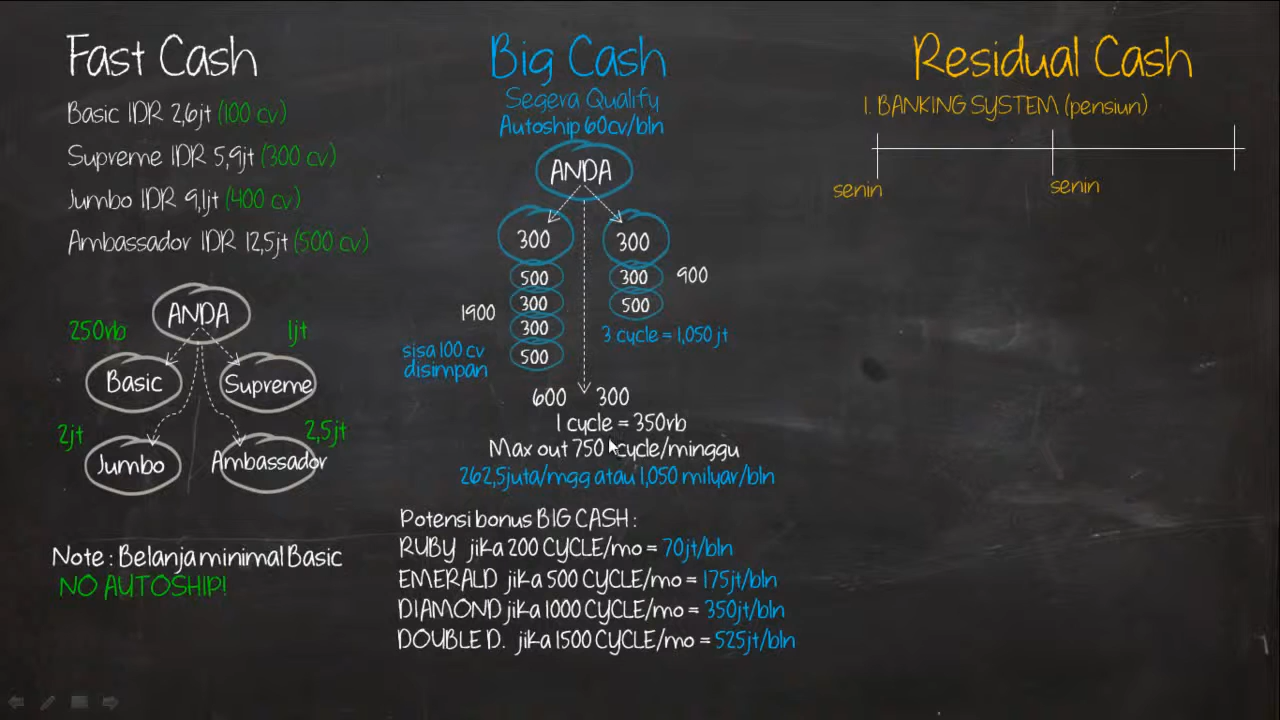 Fast Cash
Basic IDR 2,6jt (100 cv)
Supreme IDR 5,9jt (300 cv)
Jumbo IDR 9,1jt (400 cv)
Ambassador IDR 12,5jt (500 cv)
ANDA
250rb
1jt
Basic
Supreme
2jt
2,5jt
Jumbo
Ambassador
Note : Belanja minimal Basic
NO AUTOSHIP!
Big Cash
Segera Qualify
Autoship 60cv/bln
ANDA
300
300
500
300
900
300
500
1900
300
3 cycle = 1,050 jt
sisa 100 cv
disimpan
500
600
300
1 cycle = 350rb
Max out 750 cycle/minggu
262,5juta/mgg atau 1,050 milyar/bln
Potensi bonus BIG CASH :
RUBY jika 200 CYCLE/mo = 70jt/bln
EMERALD jika 500 CYCLE/mo = 175jt/bln
DIAMOND jika 1000 CYCLE/mo = 350jt/bln
DOUBLE D. jika 1500 CYCLE/mo = 525jt/bln
Residual Cash
1. BANKING SYSTEM (pensiun)
senin
senin